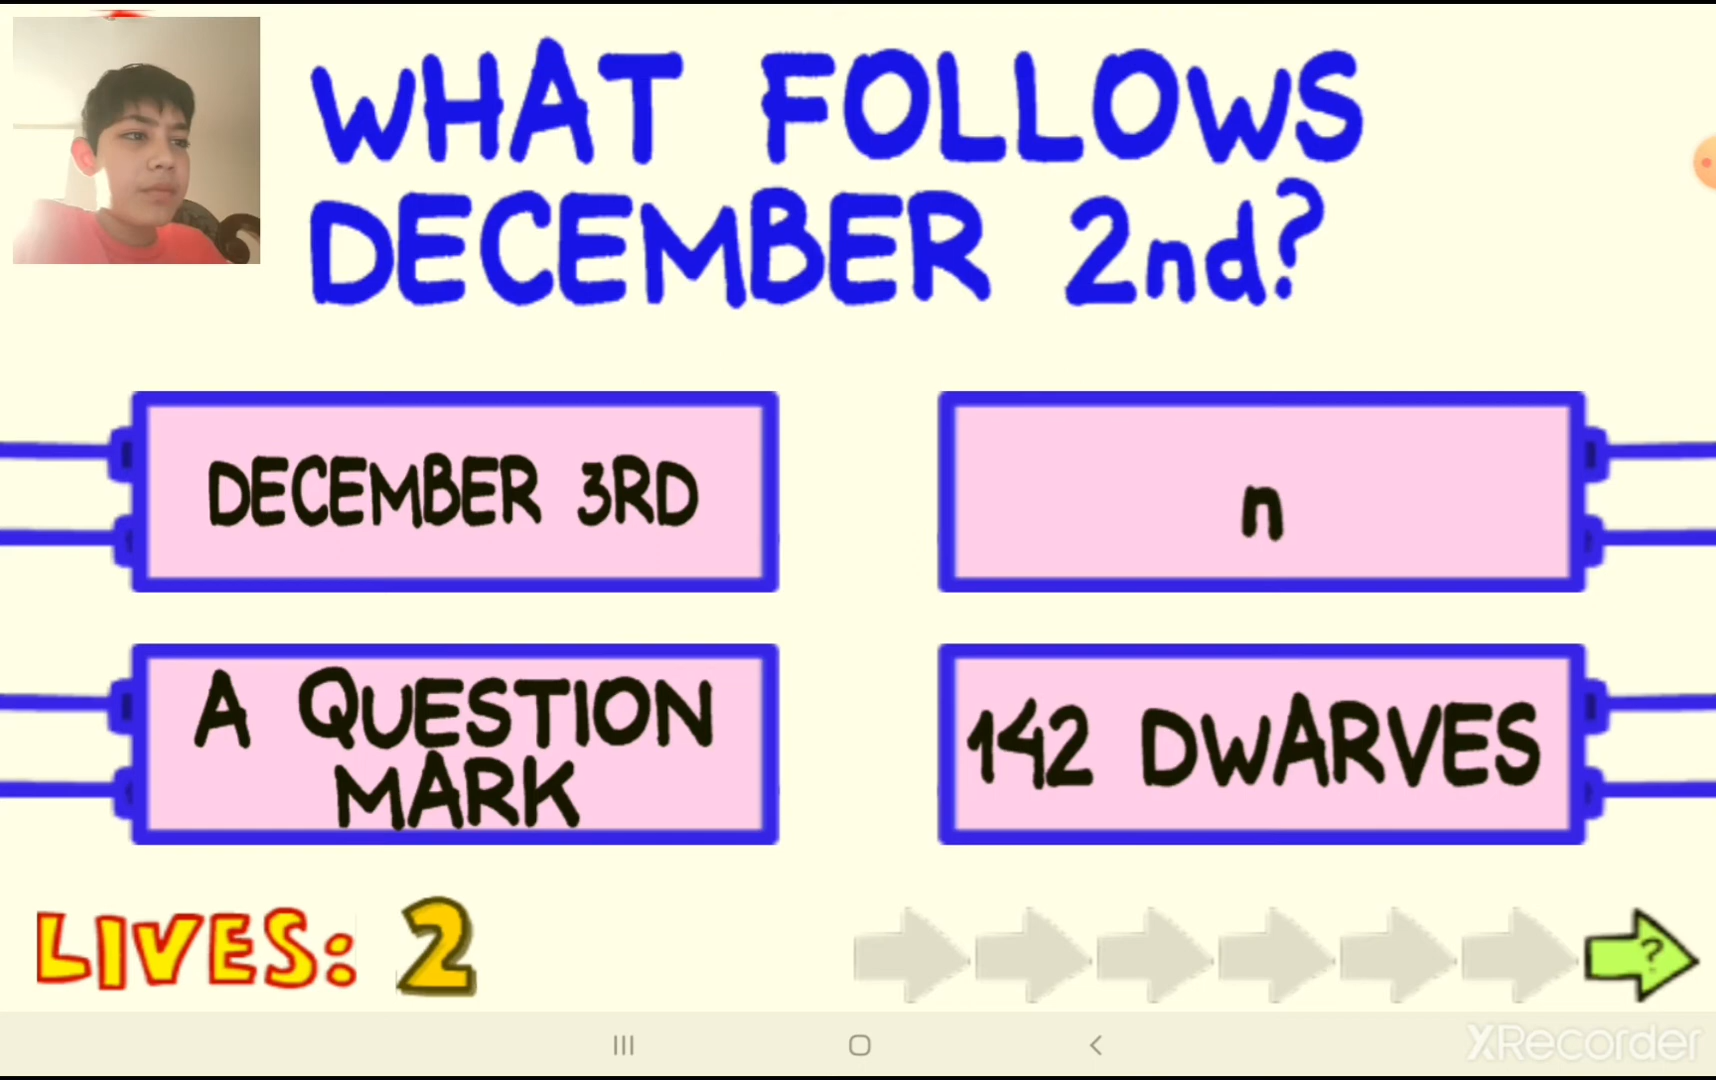 WHAT FOLLOWS
DECEMBER 2nd?
DECEMBER 3RD
n
A QUESTION
MARK
142 DWARVES
LIVES: 2
?
XRecorder